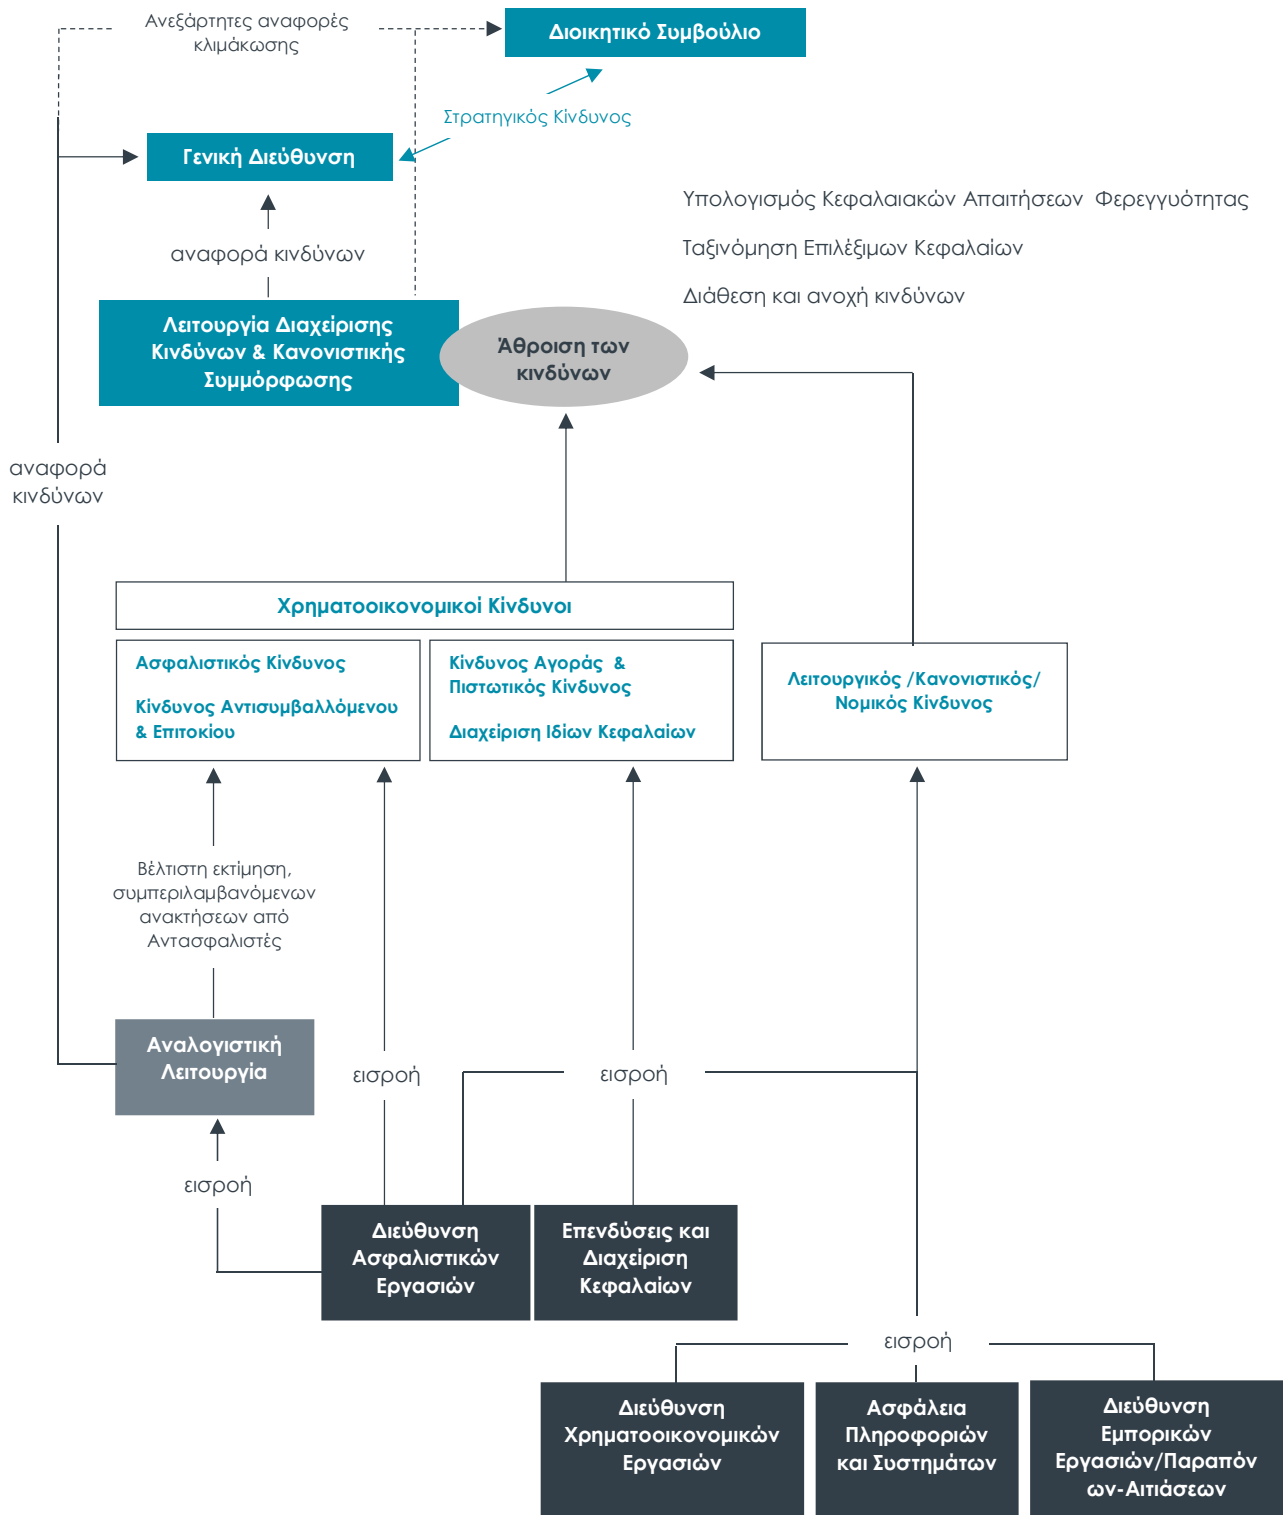 Ανεξάρτητες αναφορές
κλιμάκωσης
Διοικητικό Συμβούλιο
Στρατηγικός Κίνδυνος
Γενική Διεύθυνση
Υπολογισμός Κεφαλαιακών Απαιτήσεων Φερεγγυότητας
Ταξινόμηση Επιλέξιμων Κεφαλαίων
Διάθεση και ανοχή κινδύνων
αναφορά κινδύνων
Λειτουργία Διαχείρισης
Κινδύνων & Κανονιστικής
Συμμόρφωσης
Άθροιση των
κινδύνων
αναφορά
κινδύνων
Χρηματοοικονομικοί Κίνδυνοι
Ασφαλιστικός Κίνδυνος
Κίνδυνος Αντισυμβαλλόμενου
& Επιτοκίου
Κίνδυνος Αγοράς &
Πιστωτικός Κίνδυνος
Διαχείριση Ιδίων Κεφαλαίων
Λειτουργικός /Κανονιστικός/
Νομικός Κίνδυνος
Βέλτιστη εκτίμηση,
συμπεριλαμβανόμενων
ανακτήσεων από
Αντασφαλιστές
Αναλογιστική
Λειτουργία
εισροή
εισροή
εισροή
Διεύθυνση
Ασφαλιστικών
Εργασιών
Επενδύσεις και
Διαχείριση
Κεφαλαίων
εισροή
Διεύθυνση
Χρηματοοικονομικών
Εργασιών
Ασφάλεια
Πληροφοριών
και Συστημάτων
Διεύθυνση
Εμπορικών
Εργασιών/Παραπόν
ων-Αιτιάσεων